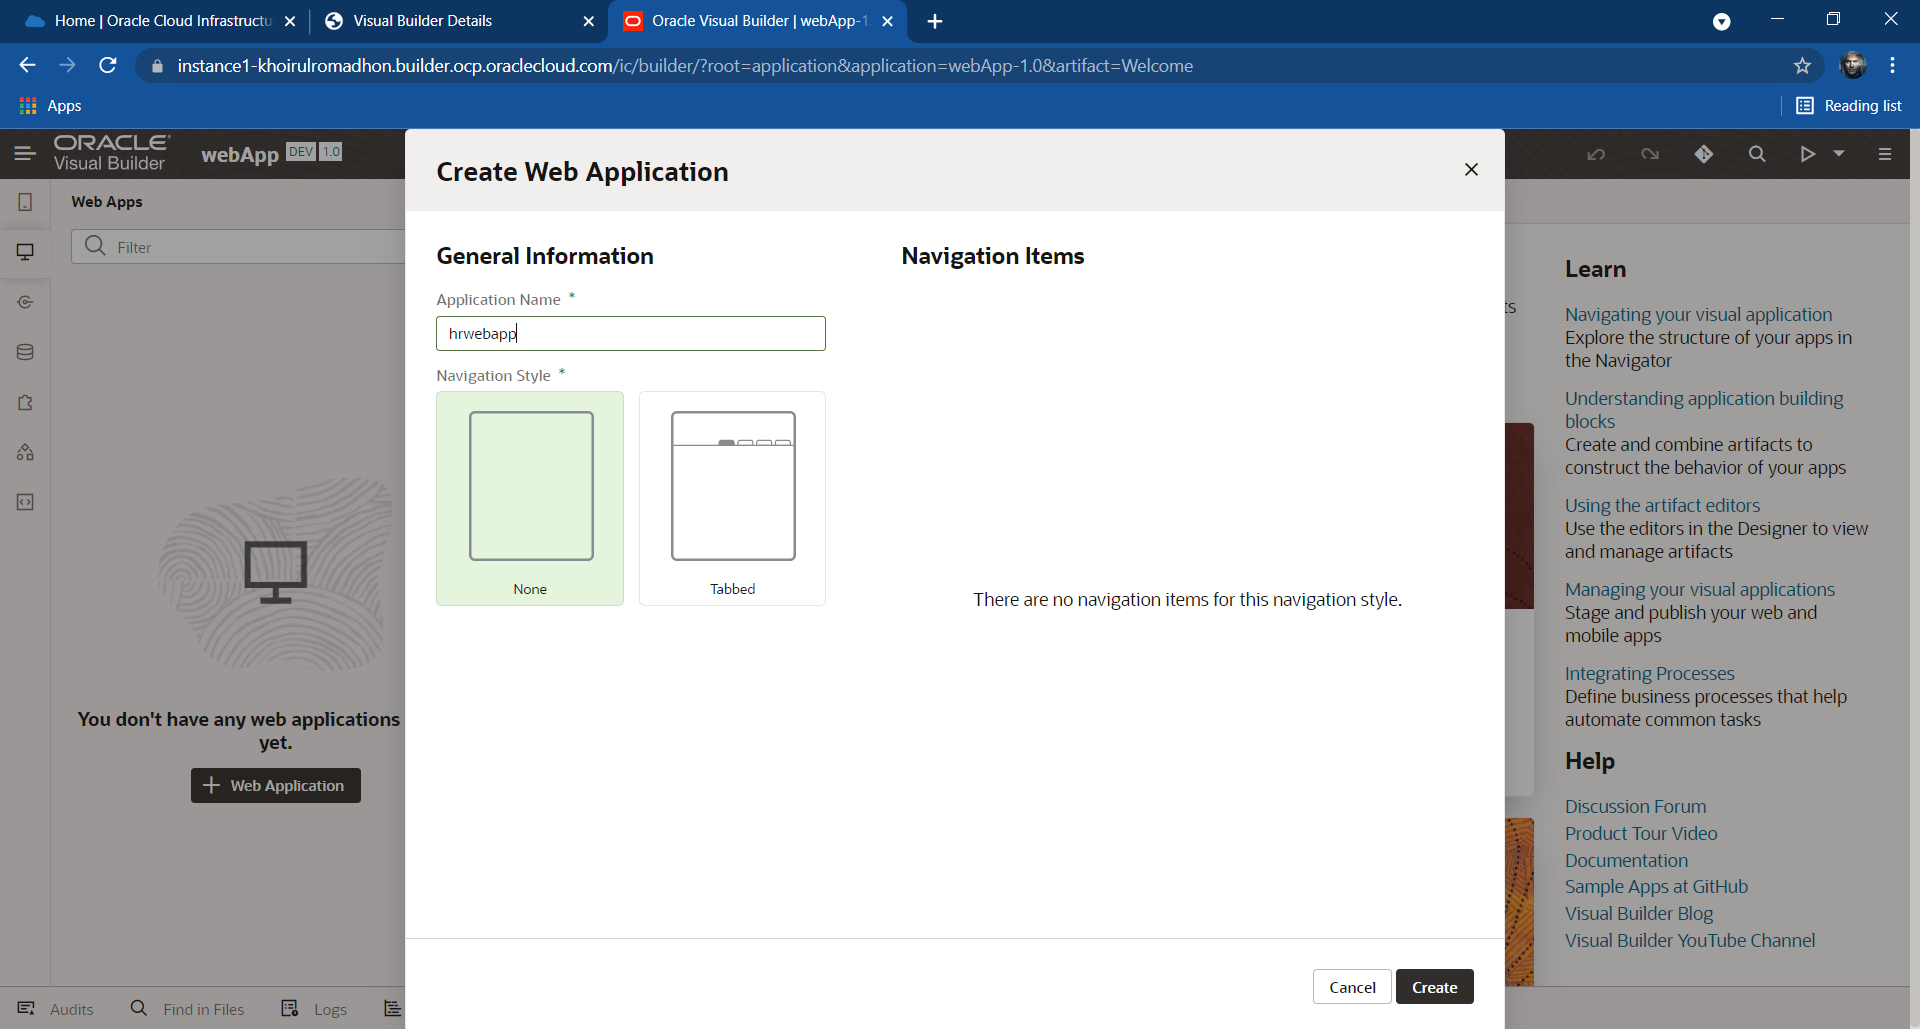 Home | Oracle Cloud Infrastructu
Visual Builder Details
Oracle Visual Builder | webApp-1.
instance1-khoirulromadhon.builder.ocp.oraclecloud.com/ic/builder/?root=application&application=webApp-1.0&artifact=Welcome
Apps
Reading list
ORACLE
Visual Builder
webApp DEV 1.0
Web Apps
Filter
You don't have any web applications
yet.
Web Application
Create Web Application
General Information
Application Name *
hrwebapp
Navigation Style *
None
Tabbed
Navigation Items
There are no navigation items for this navigation style.
Cancel
Create
ts
Learn
Navigating your visual application
Explore the structure of your apps in
the Navigator
Understanding application building
blocks
Create and combine artifacts to
construct the behavior of your apps
Using the artifact editors
Use the editors in the Designer to view
and manage artifacts
Managing your visual applications
Stage and publish your web and
mobile apps
Integrating Processes
Define business processes that help
automate common tasks
Help
Discussion Forum
Product Tour Video
Documentation
Sample Apps at GitHub
Visual Builder Blog
Visual Builder YouTube Channel
Audits
Find in Files
Logs